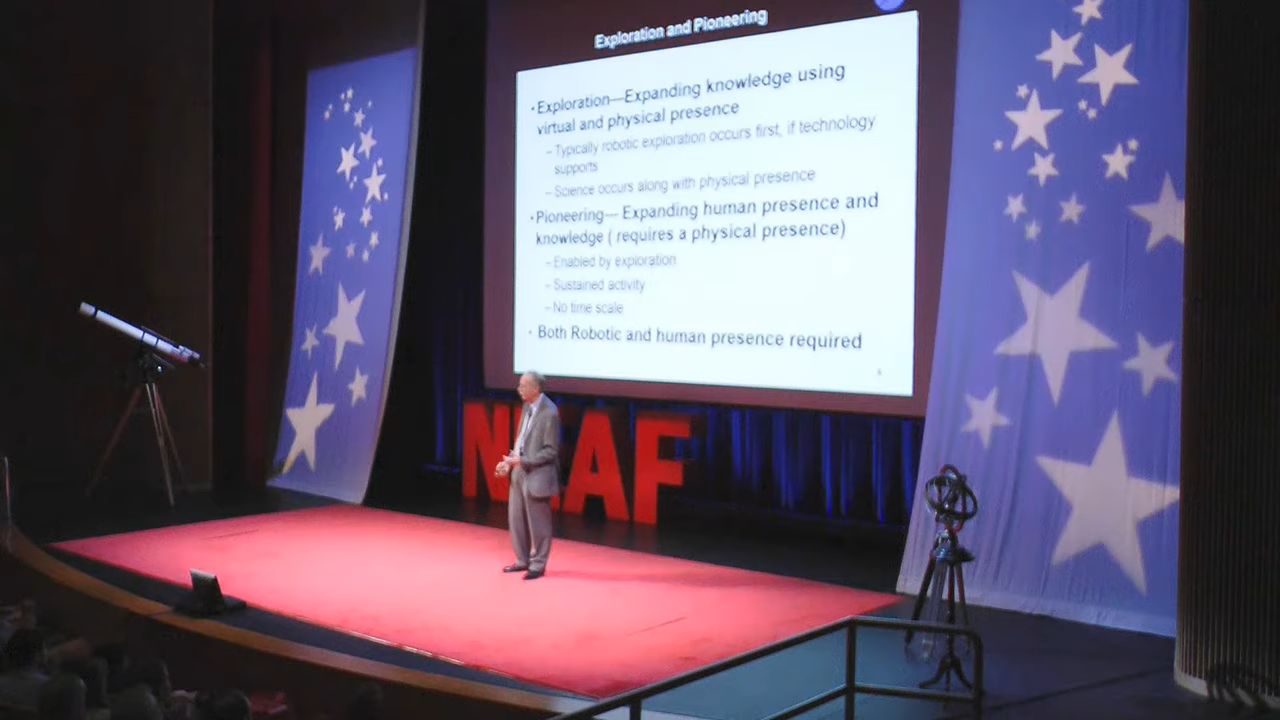 Exploration and Pioneering
• Exploration—Expanding knowledge using
virtual and physical presence
– Typically robotic exploration occurs first, if technology
supports
– Science occurs along with physical presence
• Pioneering— Expanding human presence and
knowledge ( requires a physical presence)
– Enabled by exploration
– Sustained activity
– No time scale
• Both Robotic and human presence required
NEAF